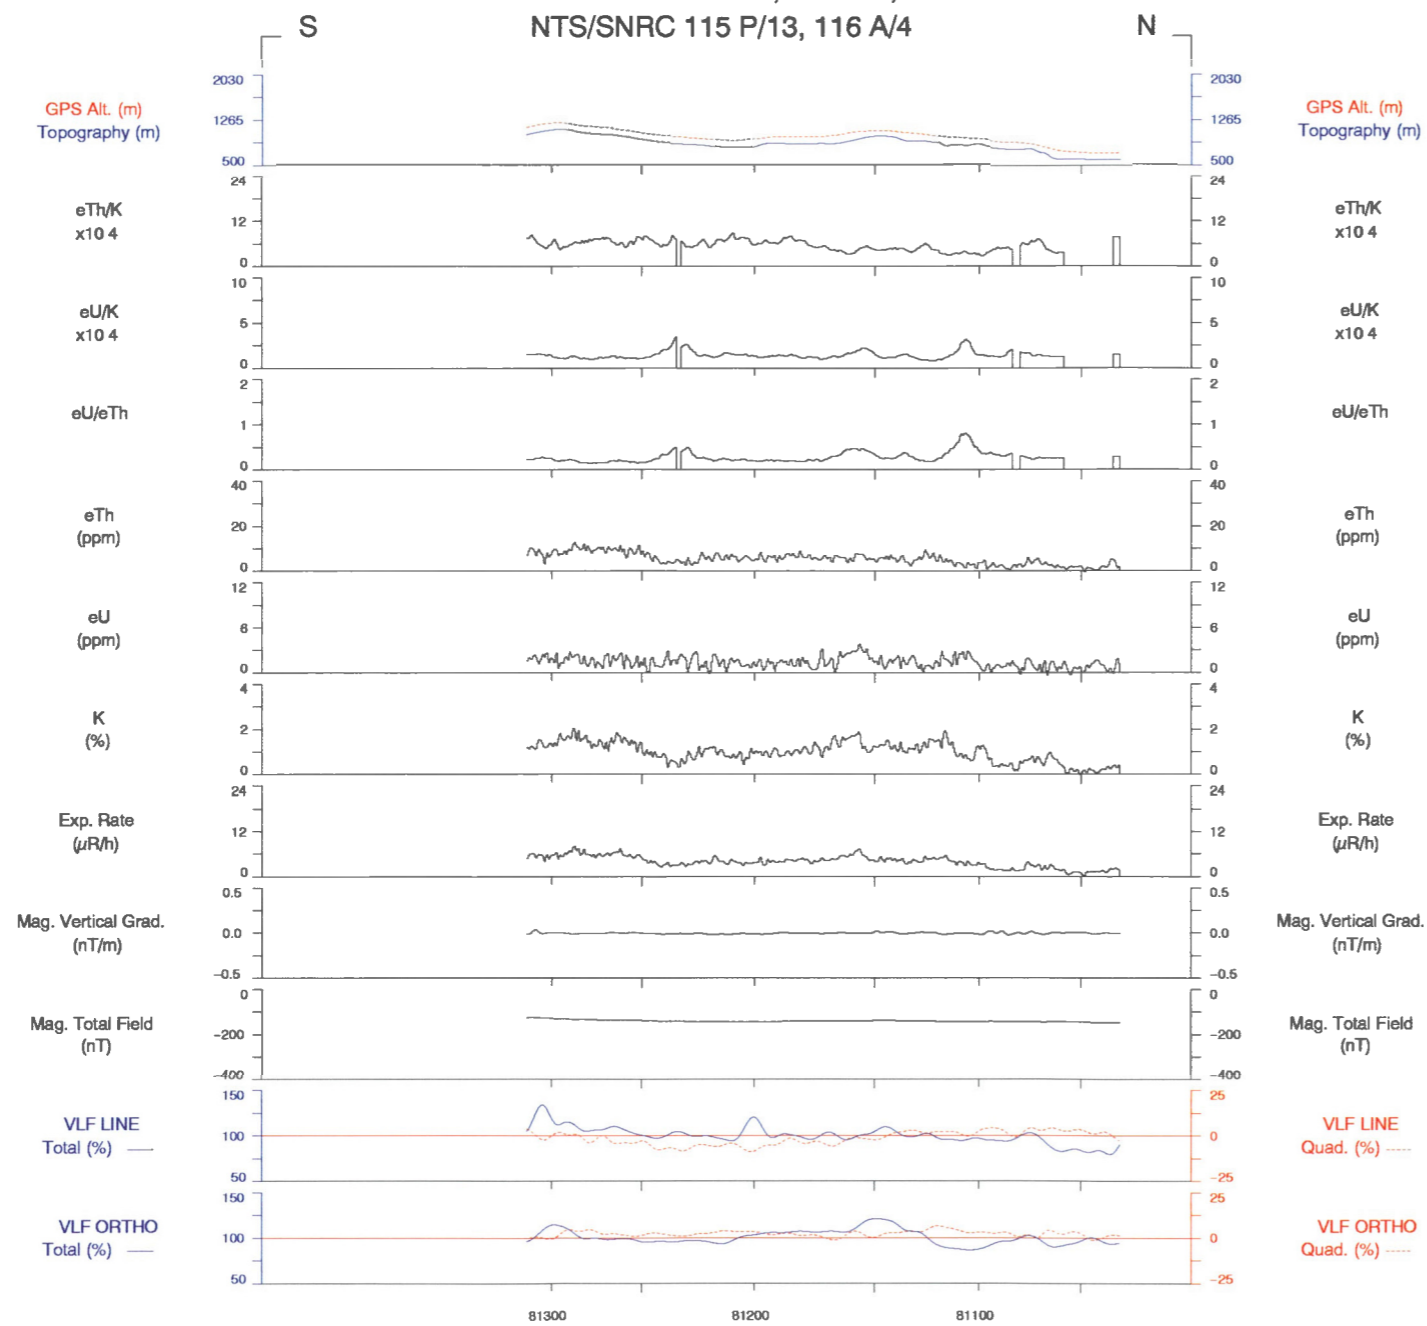 S NTS/SNRC 115 P/13, 116 A/4 N
2030 2030
GPS Alt. (m) GPS Alt. (m)
1265 1265
Topography (m) Topography (m)
500 500
24 24
eTh/K eTh/K
12 12
x10 4 x10 4
0 0
10 10
eU/K eU/K
5 5
x10 4 x10 4
0 0
2 2
eU/eTh eU/eTh
1 1
0 0
40 40
eTh eTh
20 20
(ppm) (ppm)
0 0
12 12
eU eU
6 6
(ppm) (ppm)
0 0
4 4
K K
2 2
(%) (%)
0 0
24 24
Exp. Rate Exp. Rate
12 12
(µR/h) (µR/h)
0 0
0.5 0.5
Mag. Vertical Grad. Mag. Vertical Grad.
0.0 0.0
(nT/m) (nT/m)
-0.5 -0.5
0 0
Mag. Total Field Mag. Total Field
-200 -200
(nT) (nT)
-400 -400
150 25
VLF LINE VLF LINE
100 0
Total (%) Quad. (%)
50 -25
150 25
VLF ORTHO VLF ORTHO
100 0
Total (%) Quad. (%)
50 -25
81300 81200 81100